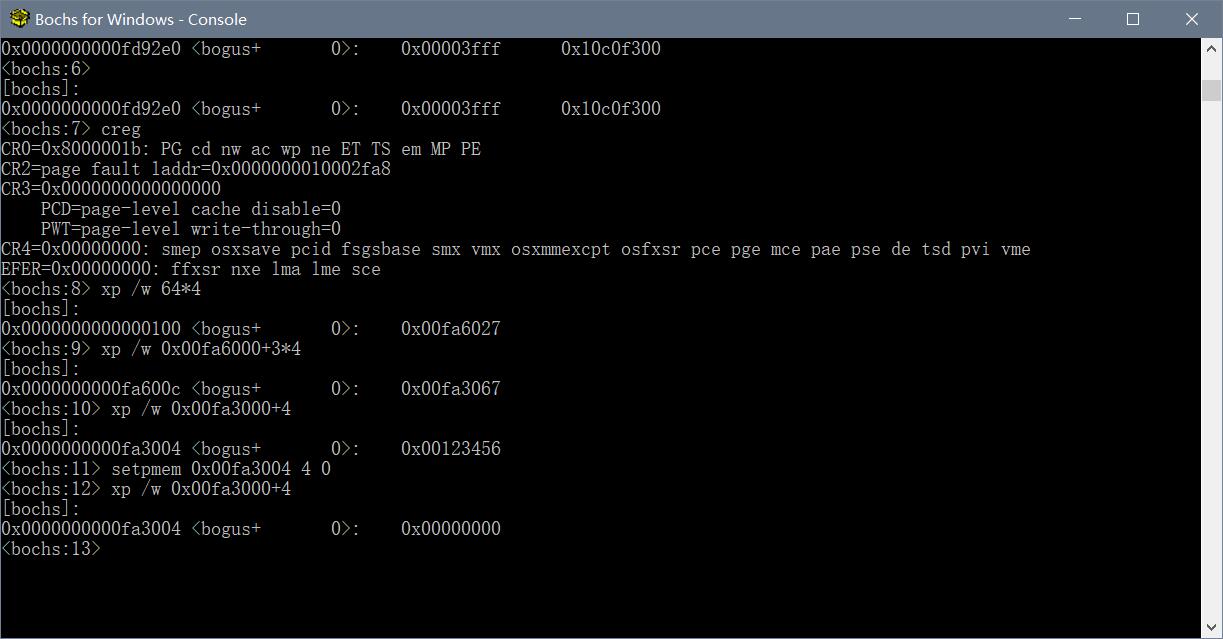 Bochs for Windows - Console
0x0000000000fd92e0 <bogus+       0>:    0x00003fff      0x10c0f300
<bochs:6>
[bochs]:
0x0000000000fd92e0 <bogus+       0>:    0x00003fff      0x10c0f300
<bochs:7> creg
CR0=0x8000001b: PG cd nw ac wp ne ET TS em MP PE
CR2=page fault laddr=0x0000000010002fa8
CR3=0x0000000000000000
    PCD=page-level cache disable=0
    PWT=page-level write-through=0
CR4=0x00000000: smep osxsave pcid fsgsbase smx vmx osxmmexcpt osfxsr pce pge mce pae pse de tsd pvi vme
EFER=0x00000000: ffxsr nxe lma lme sce
<bochs:8> xp /w 64*4
[bochs]:
0x0000000000000100 <bogus+       0>:    0x00fa6027
<bochs:9> xp /w 0x00fa6000+3*4
[bochs]:
0x0000000000fa600c <bogus+       0>:    0x00fa3067
<bochs:10> xp /w 0x00fa3000+4
[bochs]:
0x0000000000fa3004 <bogus+       0>:    0x00123456
<bochs:11> setpmem 0x00fa3004 4 0
<bochs:12> xp /w 0x00fa3000+4
[bochs]:
0x0000000000fa3004 <bogus+       0>:    0x00000000
<bochs:13>